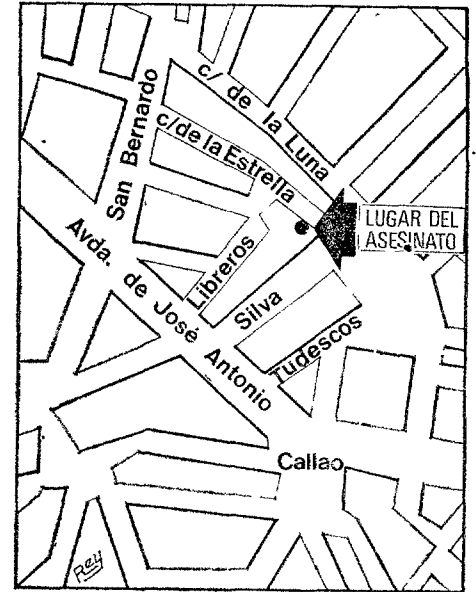 c/ de la Luna
San Bernardo
c/de la Estrella
LUGAR DEL
ASESINATO
Avda. de José Antonio
Libreros
Silva
Tudescos
Callao
Rey